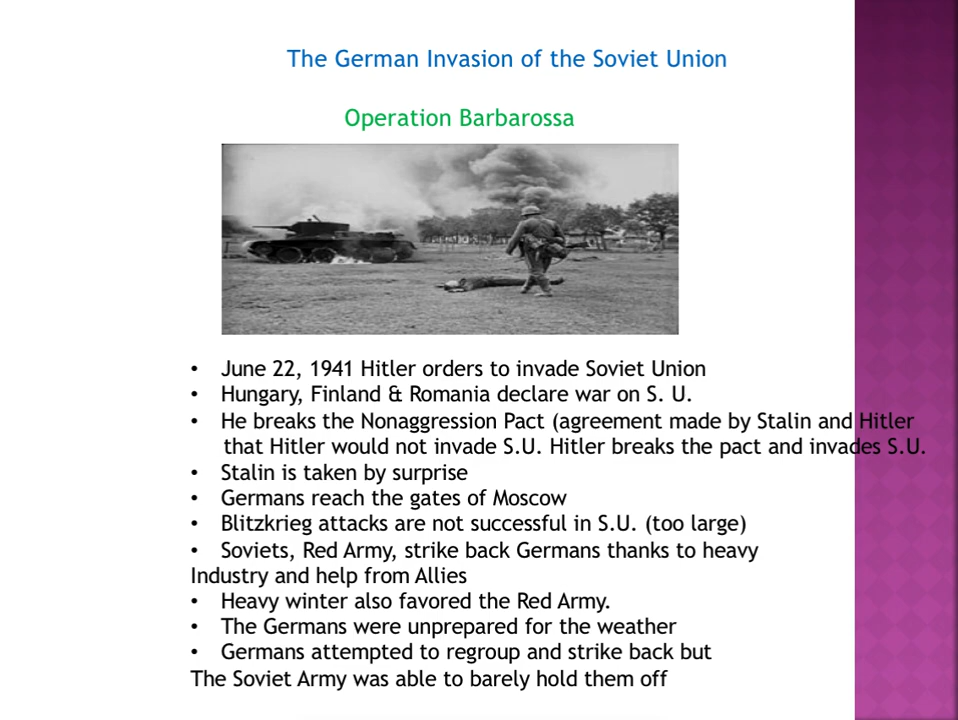 The German Invasion of the Soviet Union
Operation Barbarossa
• June 22, 1941 Hitler orders to invade Soviet Union
• Hungary, Finland & Romania declare war on S. U.
• He breaks the Nonaggression Pact (agreement made by Stalin and Hitler
that Hitler would not invade S.U. Hitler breaks the pact and invades S.U.
• Stalin is taken by surprise
• Germans reach the gates of Moscow
• Blitzkrieg attacks are not successful in S.U. (too large)
• Soviets, Red Army, strike back Germans thanks to heavy
Industry and help from Allies
• Heavy winter also favored the Red Army.
• The Germans were unprepared for the weather
• Germans attempted to regroup and strike back but
The Soviet Army was able to barely hold them off